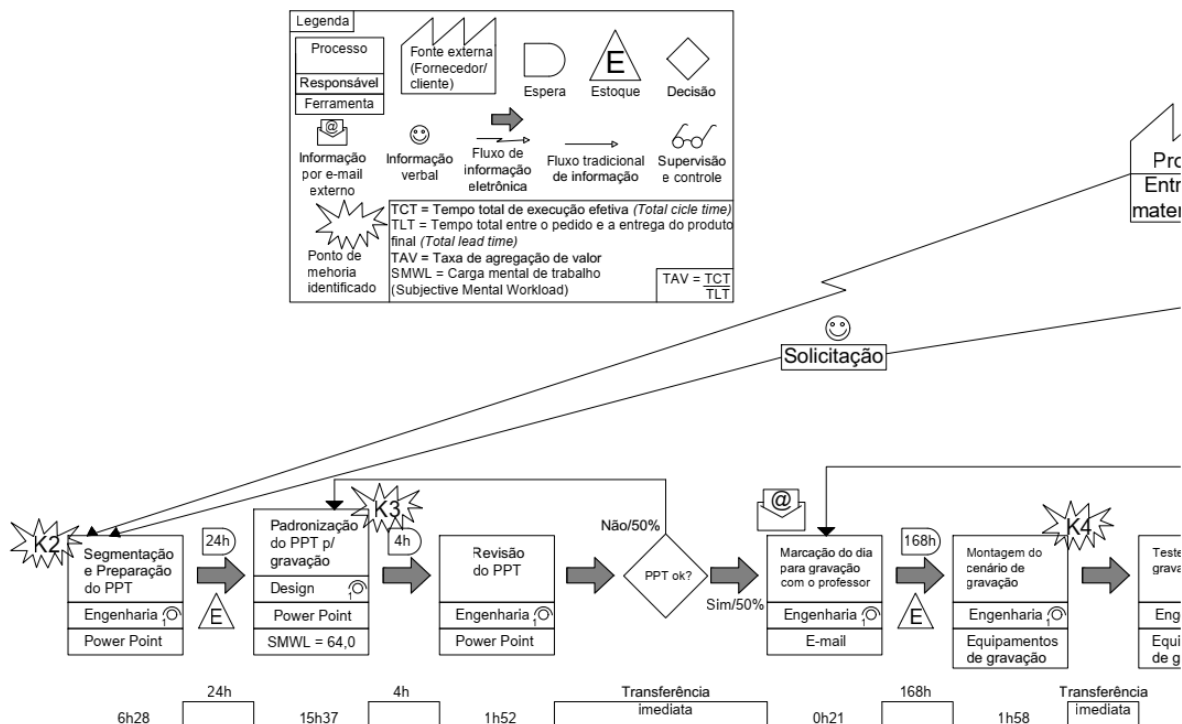 Legenda
Processo
Responsável
Ferramenta
Fonte externa
(Fornecedor/
cliente)
Espera
E
Estoque
Decisão
@
Informação
por e-mail
externo
Informação
verbal
Fluxo de
informação
eletrônica
Fluxo tradicional
de informação
Supervisão
e controle
Ponto de
mehoria
identificado
TCT = Tempo total de execução efetiva (Total cicle time)
TLT = Tempo total entre o pedido e a entrega do produto
final (Total lead time)
TAV = Taxa de agregação de valor
SMWL = Carga mental de trabalho
(Subjective Mental Workload)
TAV = TCT
TLT
Solicitação
K2
Segmentação
e Preparação
do PPT
Engenharia 1
Power Point
24h
E
K3
Padronização
do PPT p/
gravação
Design 1
Power Point
SMWL = 64,0
4h
Revisão
do PPT
Engenharia 1
Power Point
Não/50%
PPT ok?
Sim/50%
@
Marcação do dia
para gravação
com o professor
Engenharia 1
E-mail
168h
E
K4
Montagem do
cenário de
gravação
Engenharia 1
Equipamentos
de gravação
Teste
de g
6h28
24h
15h37
4h
1h52
Transferência
imediata
0h21
168h
1h58
Transferência
imediata